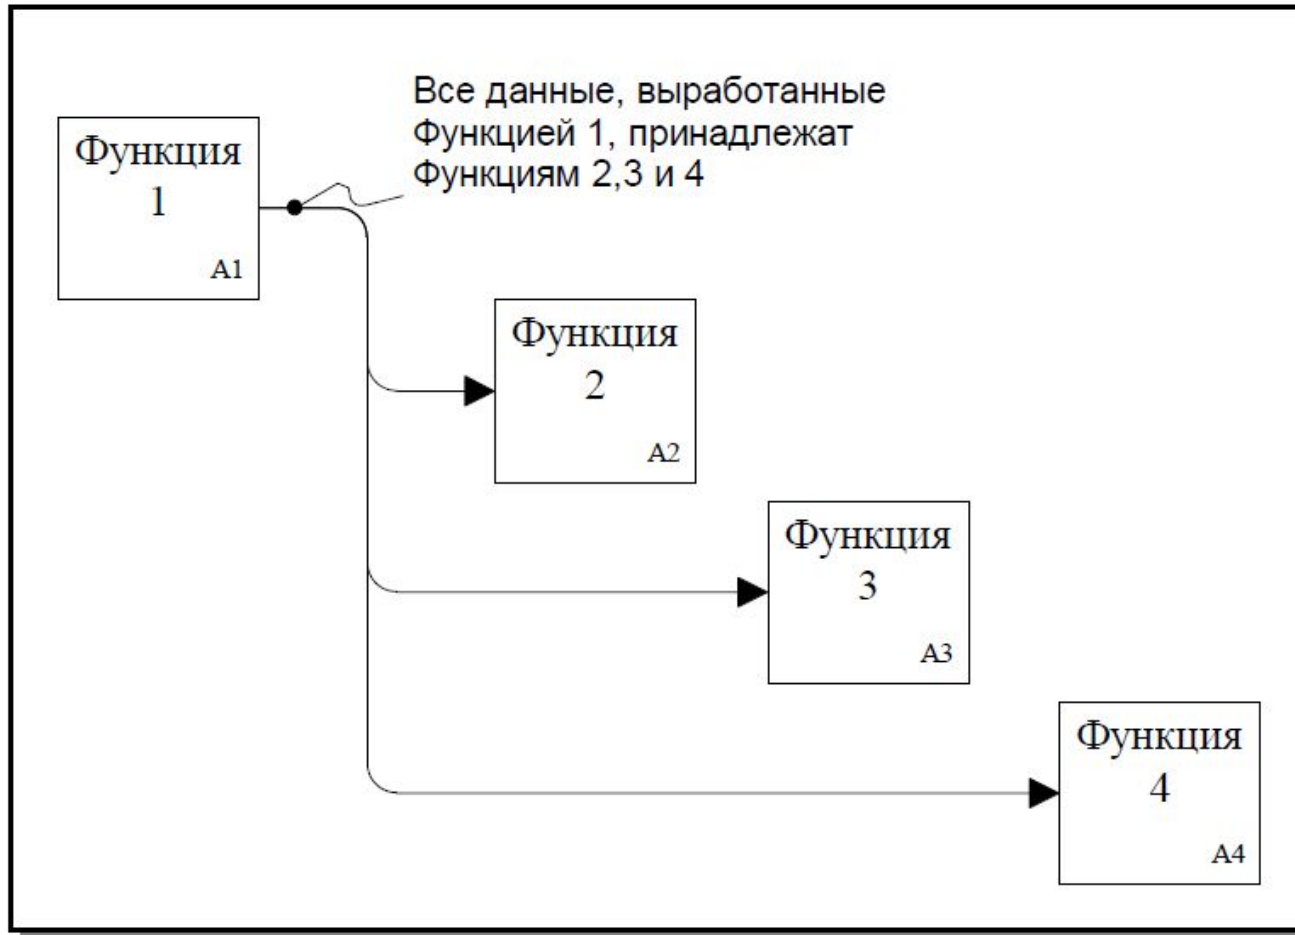 Все данные, выработанные
Функцией 1, принадлежат
Функциям 2,3 и 4
Функция
1
A1
Функция
2
A2
Функция
3
A3
Функция
4
A4